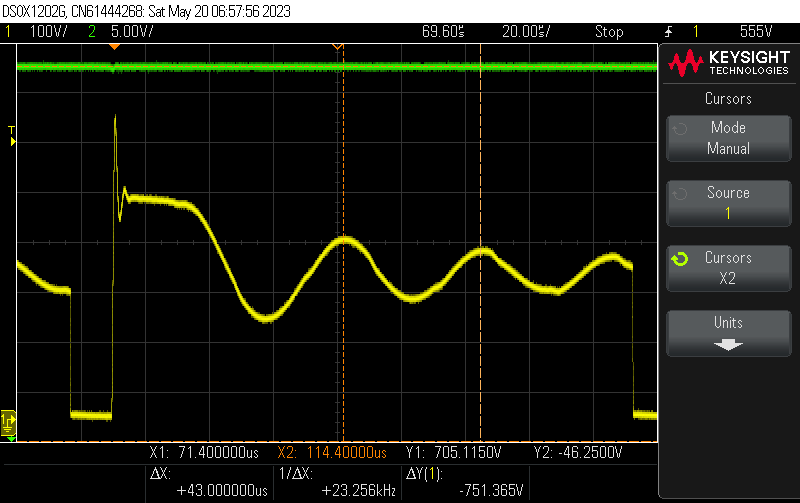 DSOX1202G, CN61444268: Sat May 20 06:57:56 2023
1 100V/ 2 5.00V/ 69.60s 20.00s/ Stop 1 555V
KEYSIGHT
TECHNOLOGIES
Cursors
Mode
Manual
Source
1
Cursors
X2
Units
T
1
X1: 71.400000us X2: 114.40000us Y1: 705.1150V Y2: -46.2500V
ΔX: 1/ΔX: ΔY(1):
+43.000000us +23.256kHz -751.365V